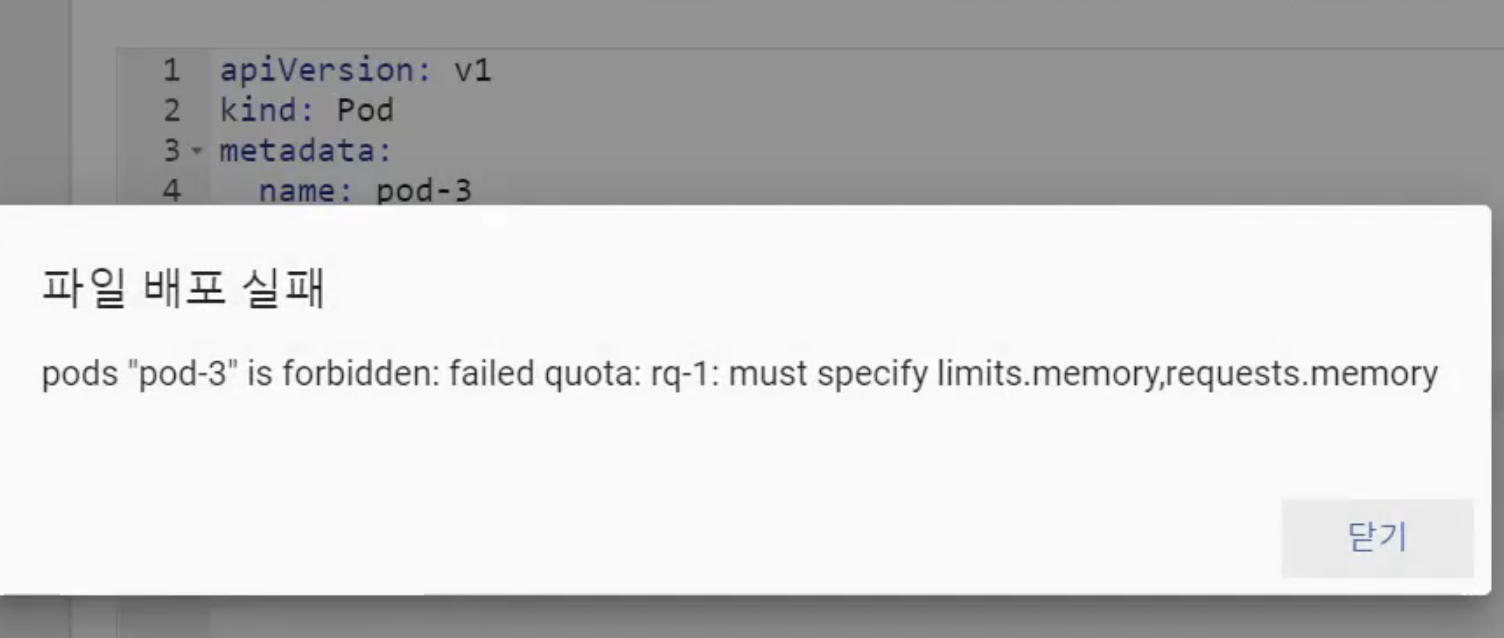 1 apiVersion: v1
2 kind: Pod
3 metadata:
4 name: pod-3
파일 배포 실패
pods "pod-3" is forbidden: failed quota: rq-1: must specify limits.memory,requests.memory
닫기